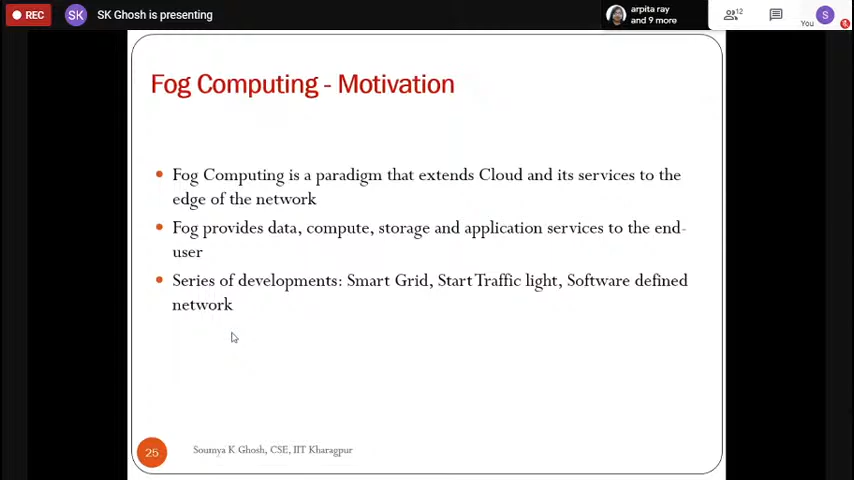 REC
SK
SK Ghosh is presenting
arpita ray
and 9 more
12
You
S
Fog Computing - Motivation
Fog Computing is a paradigm that extends Cloud and its services to the
edge of the network
Fog provides data, compute, storage and application services to the end-
user
Series of developments: Smart Grid, Start Traffic light, Software defined
network
25
Soumya K Ghosh, CSE, IIT Kharagpur